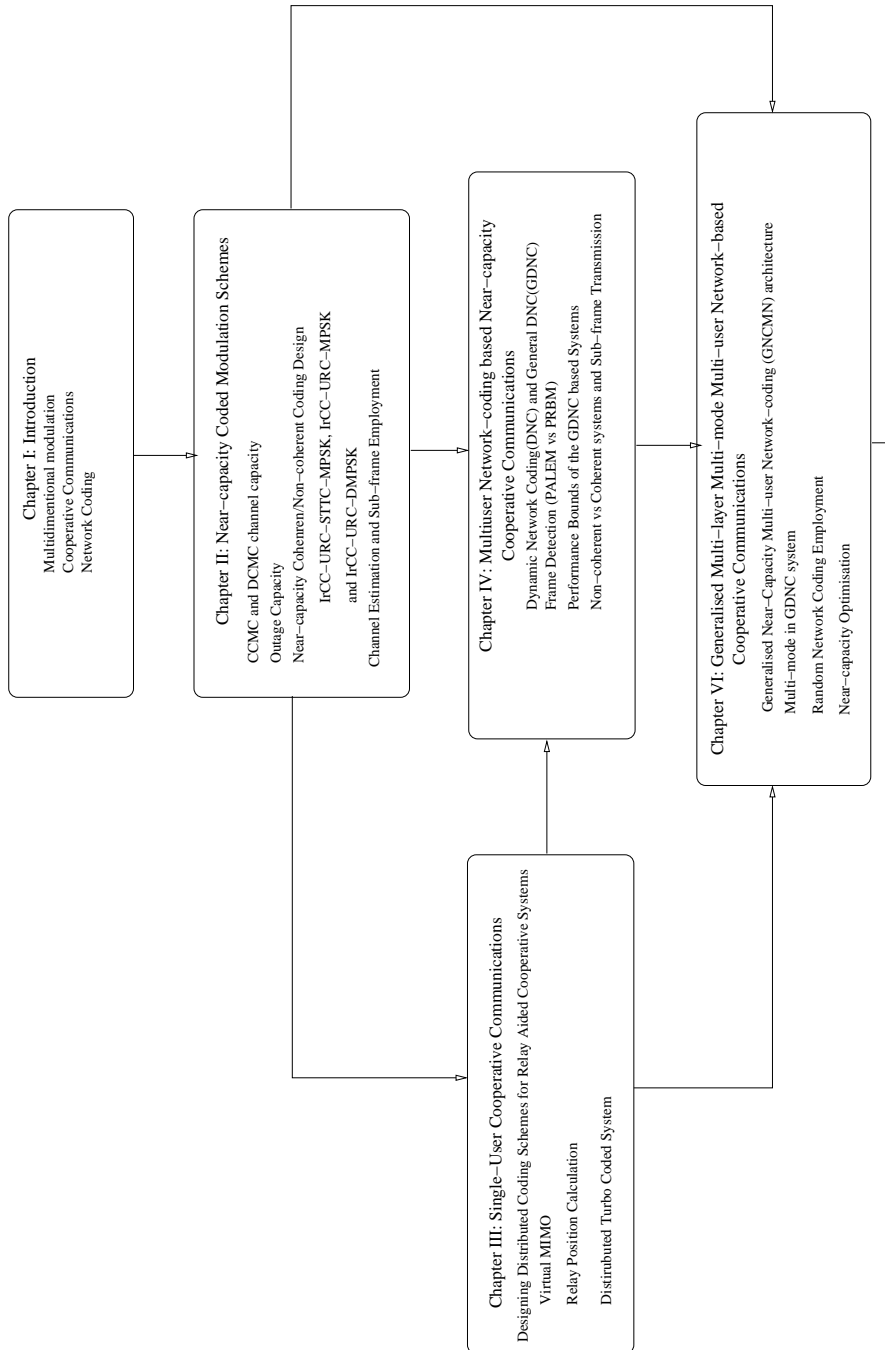 Chapter I: Introduction
Multidimentional modulation
Cooperative Communications
Network Coding
Chapter II: Near−capacity Coded Modulation Schemes
CCMC and DCMC channel capacity
Outage Capacity
Near−capacity Cohenren/Non−coherent Coding Design
IrCC−URC−STTC−MPSK, IrCC−URC−MPSK
and IrCC−URC−DMPSK
Channel Estimation and Sub−frame Employment
Chapter III: Single−User Cooperative Communications
Designing Distributed Coding Schemes for Relay Aided Cooperative Systems
Virtual MIMO
Relay Position Calculation
Distirubuted Turbo Coded System
Chapter IV: Multiuser Network−coding based Near−capacity
Cooperative Communications
Dynamic Network Coding(DNC) and General DNC(GDNC)
Frame Detection (PALEM vs PRBM)
Performance Bounds of the GDNC based Systems
Non−coherent vs Coherent systems and Sub−frame Transmission
Chapter VI: Generalised Multi−layer Multi−mode Multi−user Network−based
Cooperative Communications
Generalised Near−Capacity Multi−user Network−coding (GNCMN) architecture
Multi−mode in GDNC system
Random Network Coding Employment
Near−capacity Optimisation